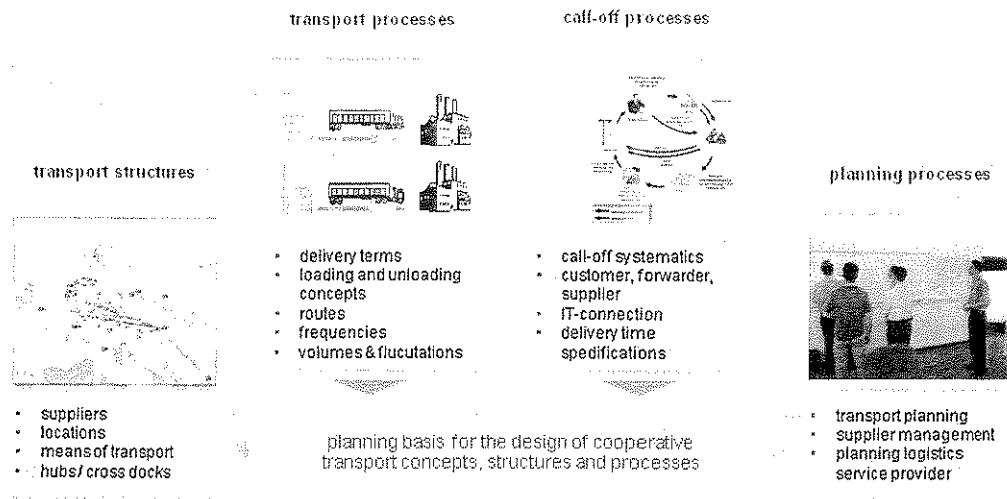 transport processes
call-off processes
transport structures
planning processes
• delivery terms
• loading and unloading
concepts
• routes
• frequencies
• volumes & flucutations
• call-off systematics
• customer, forwarder,
supplier
• IT-connection
• delivery time
spedifications
• suppliers
• locations
• means of transport
• hubs / cross docks
planning basis for the design of cooperative
transport concepts, structures and processes
• transport planning
• supplier management
• planning logistics
service provider